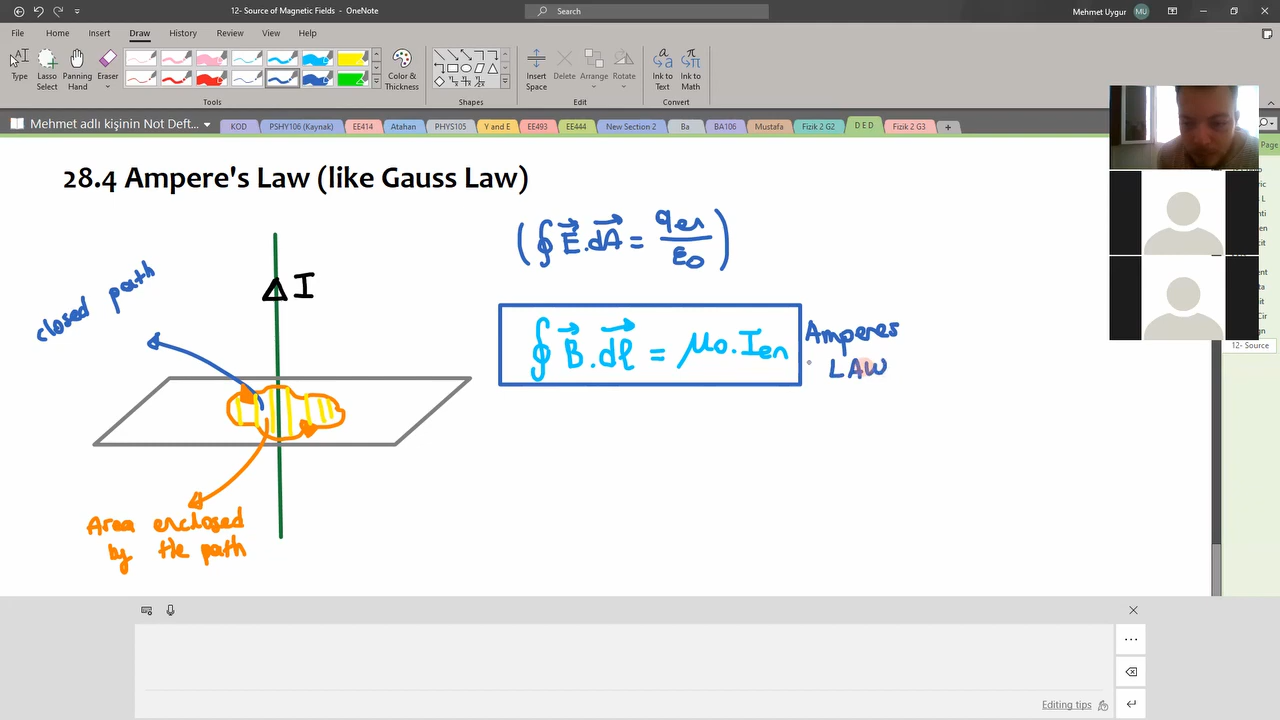 12- Source of Magnetic Fields - OneNote
Search
Mehmet Uygur
MU
File Home Insert Draw History Review View Help
Type
Lasso Select
Panning Hand
Eraser
Color & Thickness
Insert Space
Delete
Arrange
Rotate
Ink to Text
Ink to Math
Tools
Shapes
Edit
Convert
Mehmet adlı kişinin Not Deft...
KOD PSHY106 (Kaynak) EE414 Atahan PHYS105 Y and E EE493 EE444 New Section 2 Ba BA106 Mustafa Fizik 2 G2 D E D Fizik 2 G3 +
Page
28.4 Ampere's Law (like Gauss Law)
(∮ E⃗ . dA⃗ = qen / ε0)
I
closed path
∮ B⃗ . dℓ⃗ = μ0 . Ien
Amperes
LAW
12- Source
Area enclosed
by the path
Editing tips